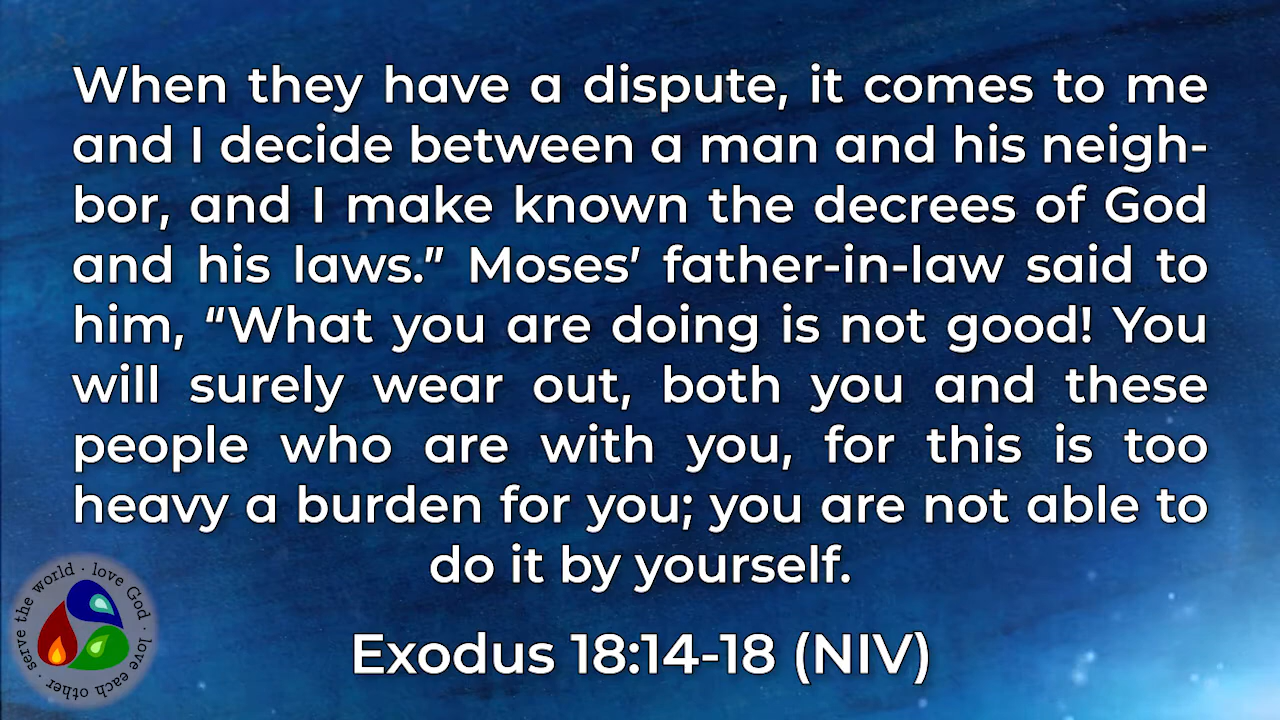 When they have a dispute, it comes to me
and I decide between a man and his neigh-
bor, and I make known the decrees of God
and his laws.” Moses’ father-in-law said to
him, “What you are doing is not good! You
will surely wear out, both you and these
people who are with you, for this is too
heavy a burden for you; you are not able to
do it by yourself.
Exodus 18:14-18 (NIV)
serve the world · love God · love each other ·